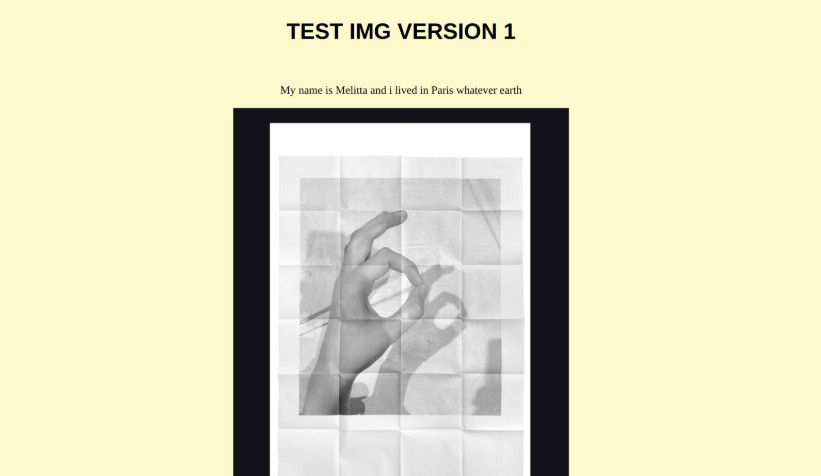 TEST IMG VERSION 1
My name is Melitta and i lived in Paris whatever earth